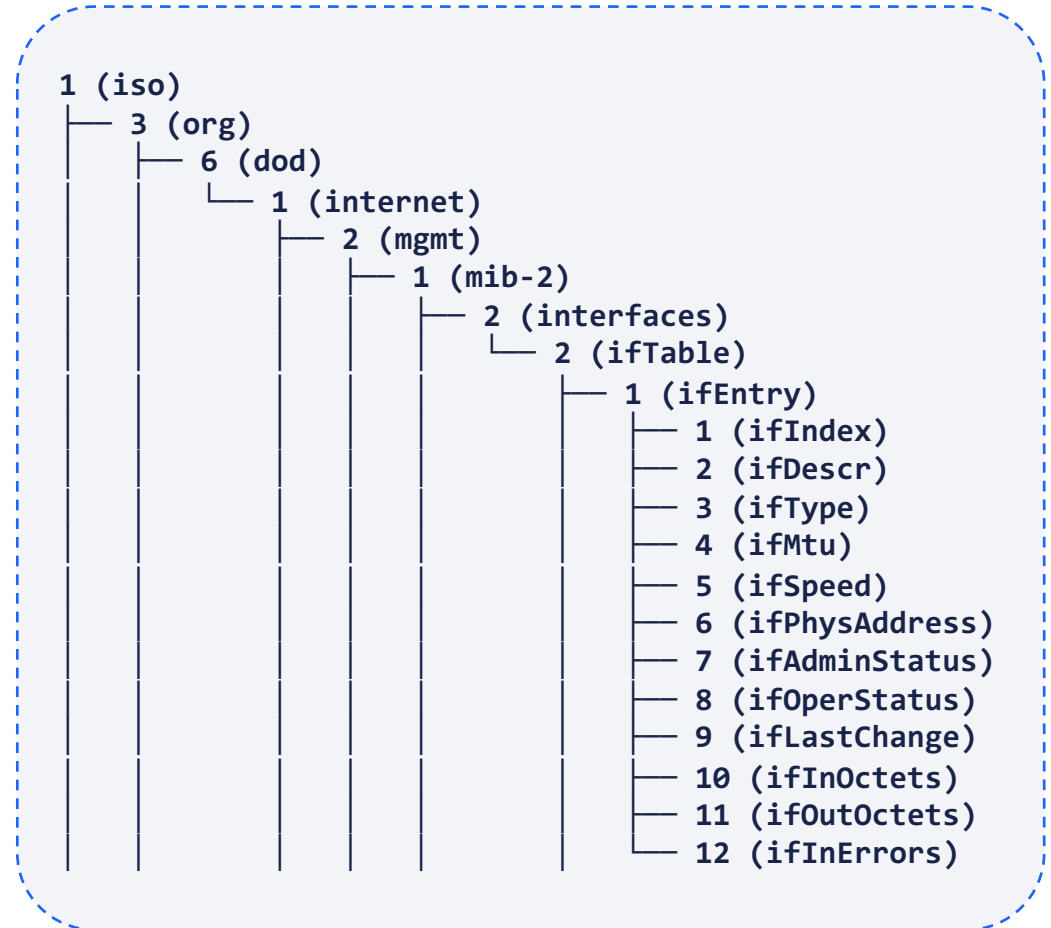 1 (iso)
├── 3 (org)
│   ├── 6 (dod)
│   │   └── 1 (internet)
│   │       ├── 2 (mgmt)
│   │       │   ├── 1 (mib-2)
│   │       │   │   ├── 2 (interfaces)
│   │       │   │   │   └── 2 (ifTable)
│   │       │   │   │       ├── 1 (ifEntry)
│   │       │   │   │       │   ├── 1 (ifIndex)
│   │       │   │   │       │   ├── 2 (ifDescr)
│   │       │   │   │       │   ├── 3 (ifType)
│   │       │   │   │       │   ├── 4 (ifMtu)
│   │       │   │   │       │   ├── 5 (ifSpeed)
│   │       │   │   │       │   ├── 6 (ifPhysAddress)
│   │       │   │   │       │   ├── 7 (ifAdminStatus)
│   │       │   │   │       │   ├── 8 (ifOperStatus)
│   │       │   │   │       │   ├── 9 (ifLastChange)
│   │       │   │   │       │   ├── 10 (ifInOctets)
│   │       │   │   │       │   ├── 11 (ifOutOctets)
│   │       │   │   │       │   └── 12 (ifInErrors)